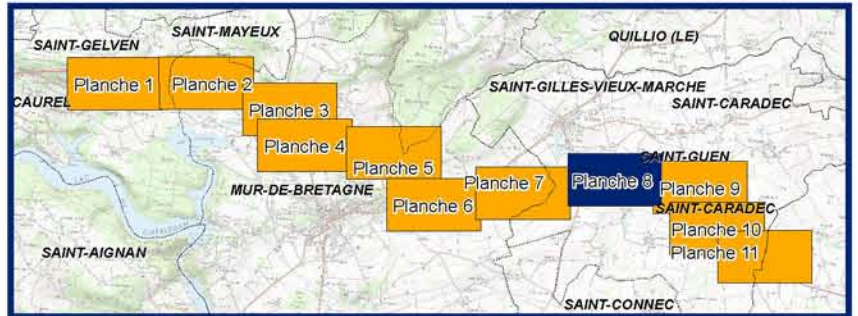 SAINT-MAYEUX
QUILLIO (LE)
SAINT-GELVEN
Planche 1
Planche 2
SAINT-GILLES-VIEUX-MARCHE
CAUREL
SAINT-CARADEC
Planche 3
Planche 4
SAINT-GUEN
Planche 5
Planche 7
Planche 8
Planche 9
MUR-DE-BRETAGNE
Planche 6
SAINT-CARADEC
Planche 10
SAINT-AIGNAN
Planche 11
SAINT-CONNEC